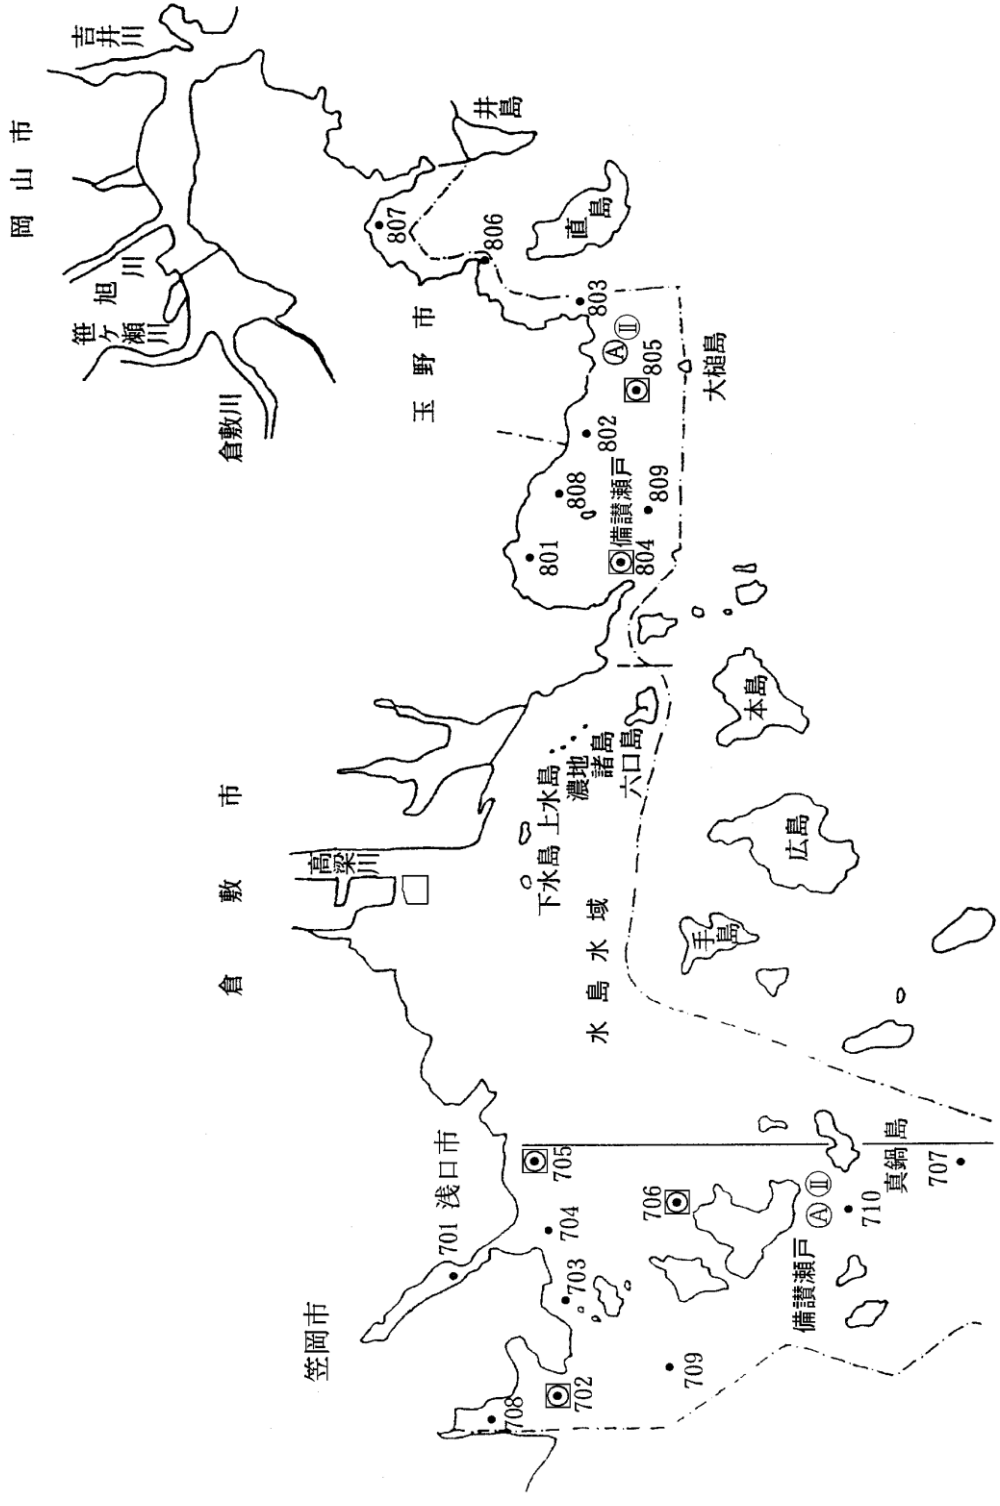 岡山市
吉井川
旭川
笹ヶ瀬川
倉敷川
玉野市
井島
直島
大槌島
807
806
803
Ⓐ Ⅱ
805
802
808
備讃瀬戸
809
801
804
倉敷市
高梁川
上水島
下水島
濃地諸島
六口島
水島水域
本島
広島
手島
浅口市
笠岡市
701
705
704
703
706
702
708
709
備讃瀬戸
Ⓐ Ⅱ
710
真鍋島
707